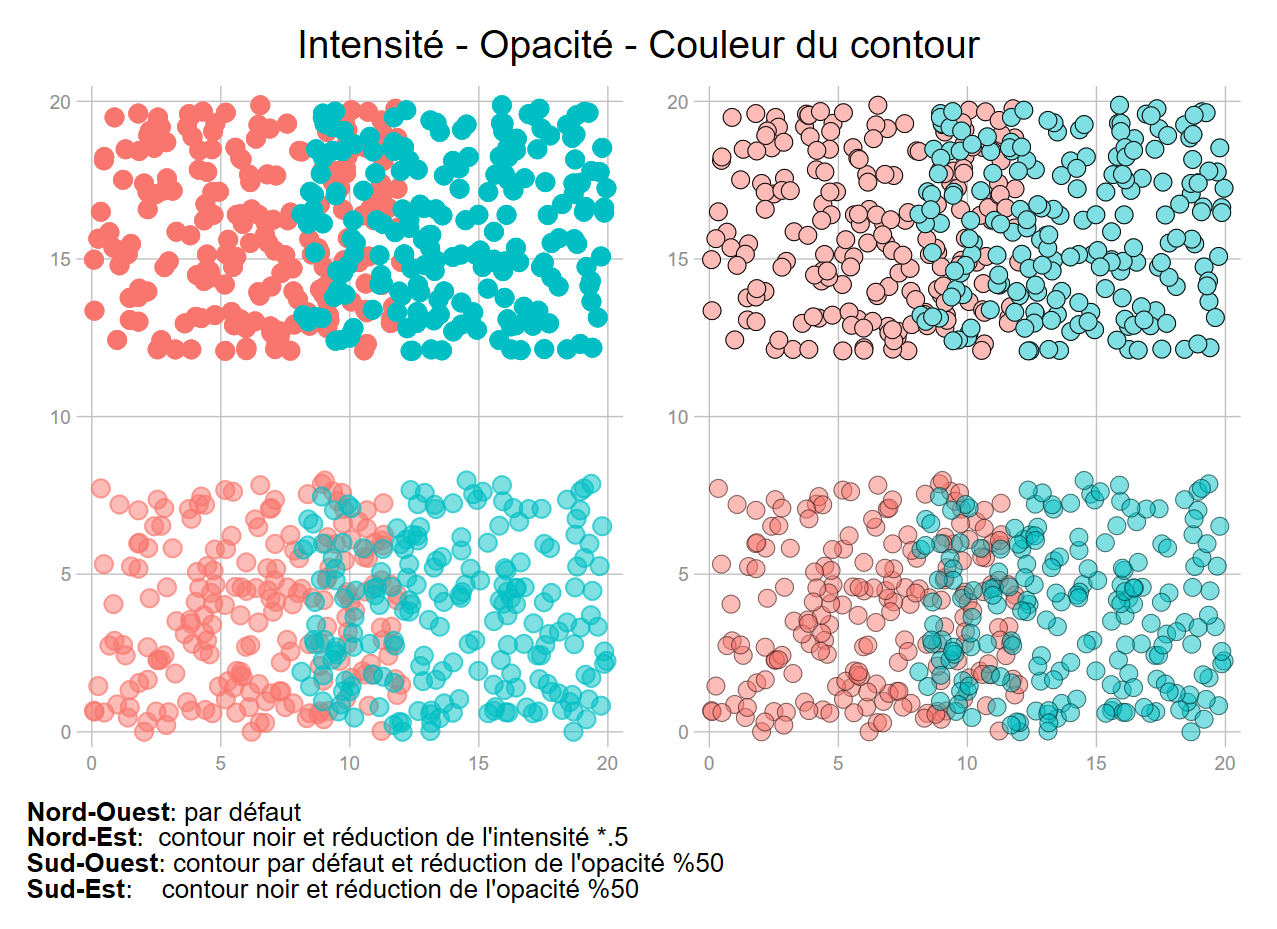 Intensité - Opacité - Couleur du contour
20
15
10
5
0
0 5 10 15 20
20
15
10
5
0
0 5 10 15 20
Nord-Ouest: par défaut
Nord-Est: contour noir et réduction de l'intensité *.5
Sud-Ouest: contour par défaut et réduction de l'opacité %50
Sud-Est: contour noir et réduction de l'opacité %50